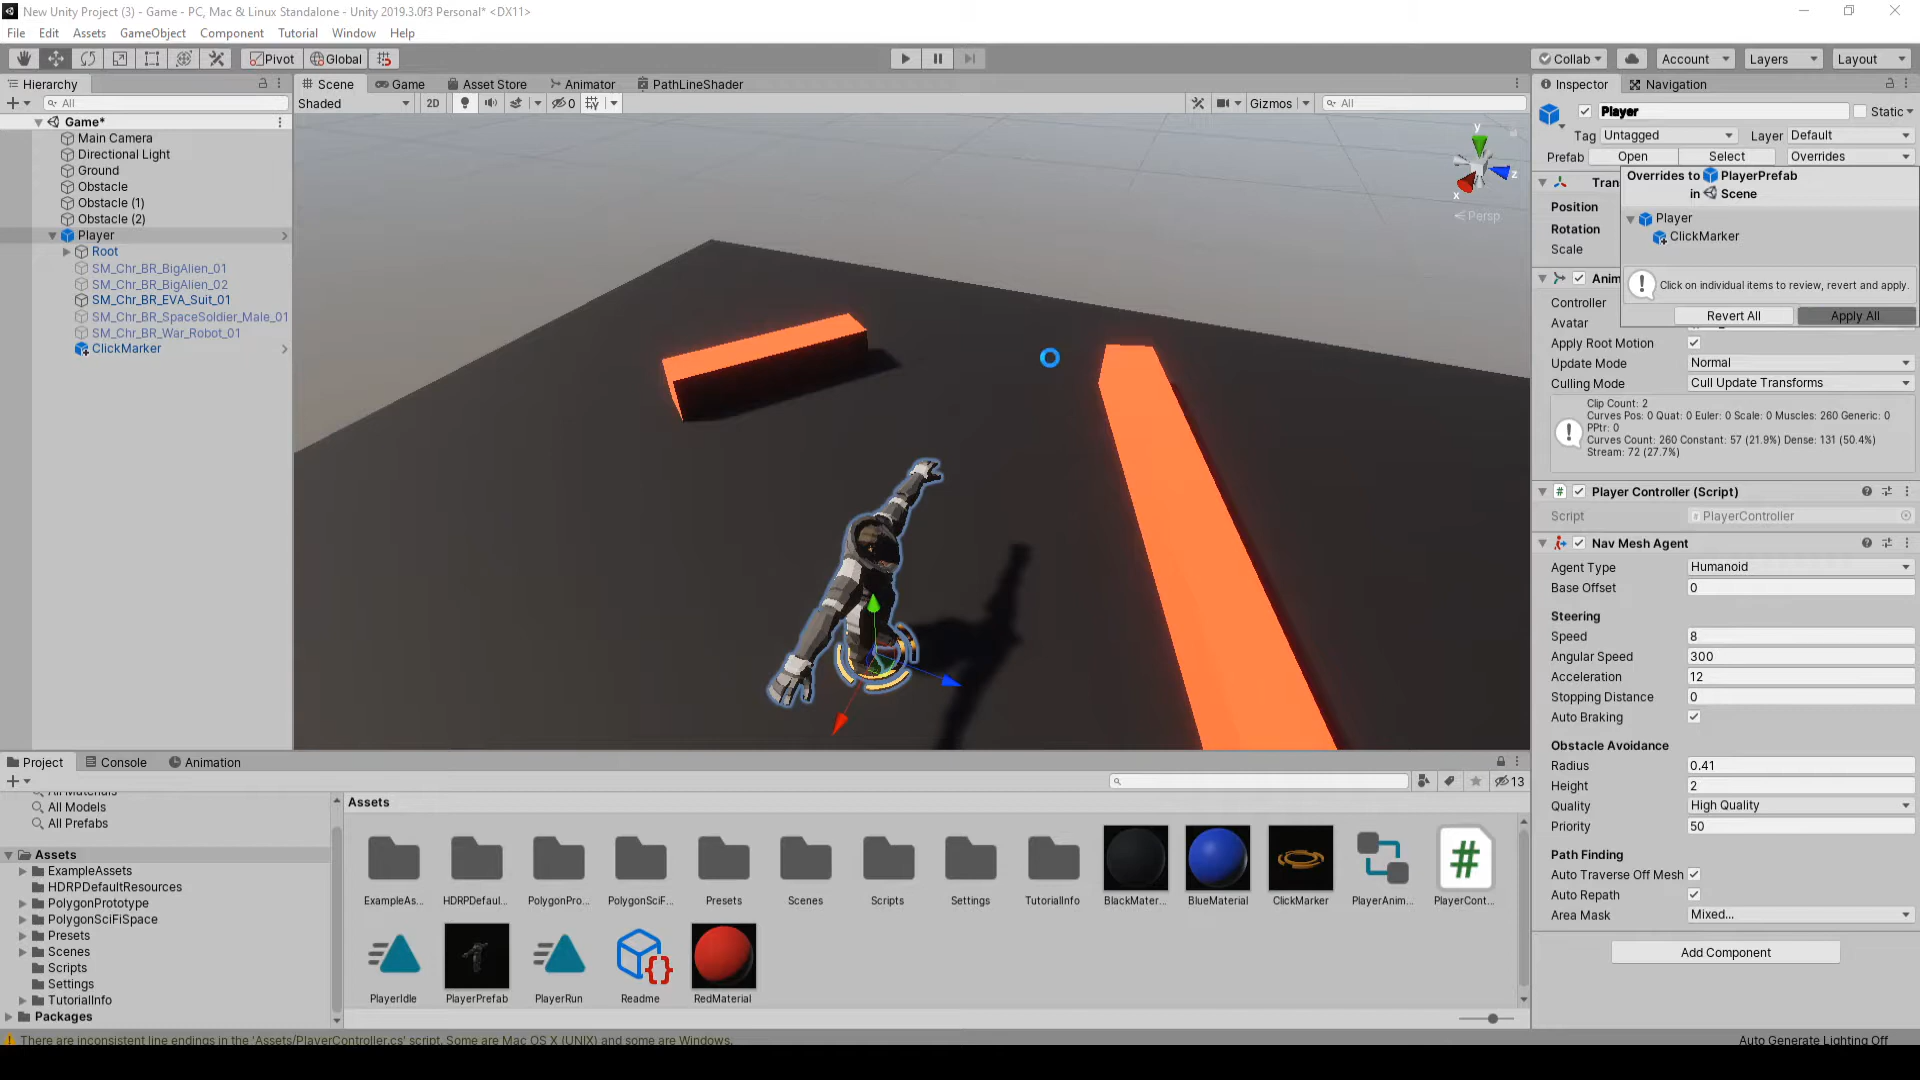 New Unity Project (3) - Game - PC, Mac & Linux Standalone - Unity 2019.3.0f3 Personal* <DX11>
File Edit Assets GameObject Component Tutorial Window Help
Pivot Global Collab Account Layers Layout
Hierarchy
All
Game*
Main Camera
Directional Light
Ground
Obstacle
Obstacle (1)
Obstacle (2)
Player
Root
SM_Chr_BR_BigAlien_01
SM_Chr_BR_BigAlien_02
SM_Chr_BR_EVA_Suit_01
SM_Chr_BR_SpaceSoldier_Male_01
SM_Chr_BR_War_Robot_01
ClickMarker
Scene Game Asset Store Animator PathLineShader
Shaded 2D 0 Gizmos All
y
z
x
Persp
Inspector Navigation
Player Static
Tag Untagged Layer Default
Prefab Open Select Overrides
Overrides to PlayerPrefab
in Scene
Player
ClickMarker
Click on individual items to review, revert and apply.
Revert All Apply All
Tran
Position
Rotation
Scale
Anim
Controller
Avatar
Apply Root Motion
Update Mode Normal
Culling Mode Cull Update Transforms
Clip Count: 2
Curves Pos: 0 Quat: 0 Euler: 0 Scale: 0 Muscles: 260 Generic: 0
PPtr: 0
Curves Count: 260 Constant: 57 (21.9%) Dense: 131 (50.4%)
Stream: 72 (27.7%)
# Player Controller (Script)
Script PlayerController
Nav Mesh Agent
Agent Type Humanoid
Base Offset 0
Steering
Speed 8
Angular Speed 300
Acceleration 12
Stopping Distance 0
Auto Braking
Obstacle Avoidance
Radius 0.41
Height 2
Quality High Quality
Priority 50
Path Finding
Auto Traverse Off Mesh
Auto Repath
Area Mask Mixed...
Add Component
Project Console Animation
13
All Materials
All Models
All Prefabs
Assets
ExampleAssets
HDRPDefaultResources
PolygonPrototype
PolygonSciFiSpace
Presets
Scenes
Scripts
Settings
TutorialInfo
Packages
Assets
ExampleAs... HDRPDefaul... PolygonPro... PolygonSciF... Presets Scenes Scripts Settings TutorialInfo BlackMater... BlueMaterial ClickMarker PlayerAnim... PlayerCont...
PlayerIdle PlayerPrefab PlayerRun Readme RedMaterial
There are inconsistent line endings in the 'Assets/PlayerController.cs' script. Some are Mac OS X (UNIX) and some are Windows.
Auto Generate Lighting Off